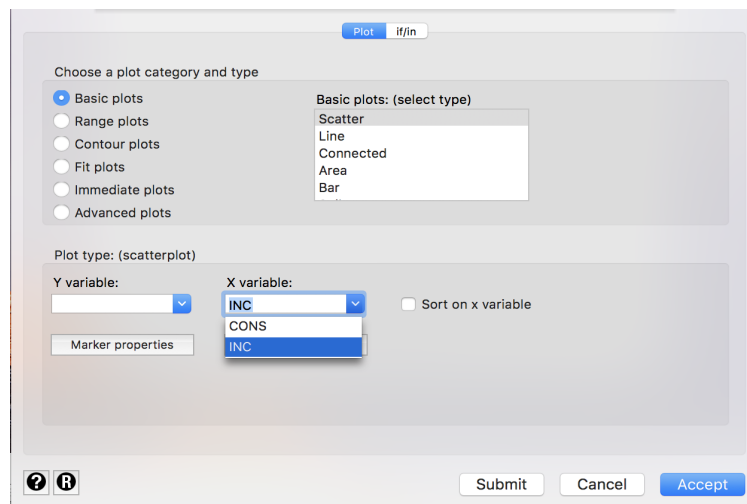 Plot if/in
Choose a plot category and type
Basic plots
Range plots
Contour plots
Fit plots
Immediate plots
Advanced plots
Basic plots: (select type)
Scatter
Line
Connected
Area
Bar
Plot type: (scatterplot)
Y variable:
X variable:
INC
CONS
INC
Sort on x variable
Marker properties
? R
Submit Cancel Accept